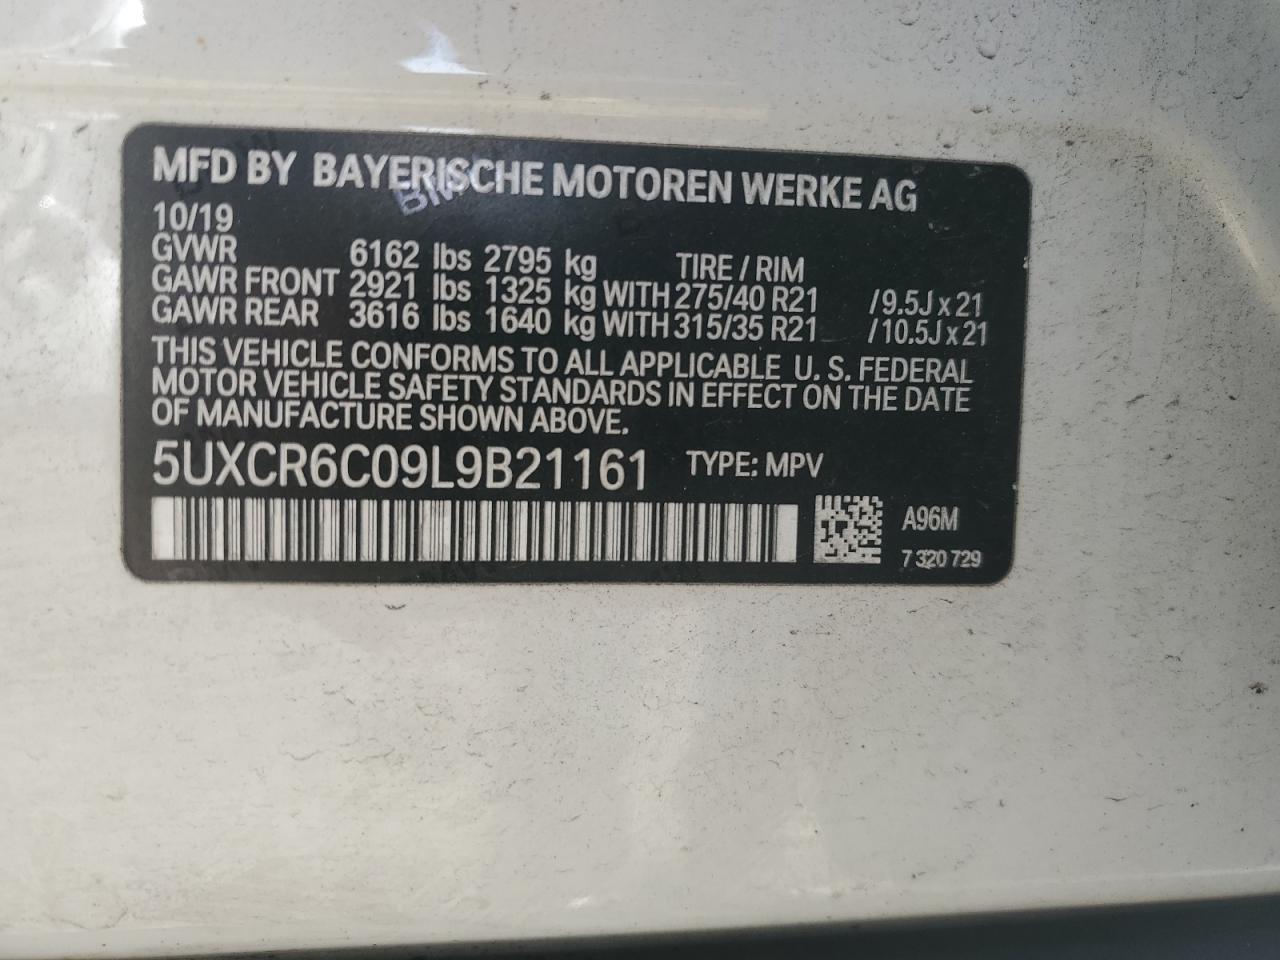 MFD BY BAYERISCHE MOTOREN WERKE AG
10/19
GVWR 6162 lbs 2795 kg TIRE / RIM
GAWR FRONT 2921 lbs 1325 kg WITH 275/40 R21 /9.5J x 21
GAWR REAR 3616 lbs 1640 kg WITH 315/35 R21 /10.5J x 21
THIS VEHICLE CONFORMS TO ALL APPLICABLE U. S. FEDERAL
MOTOR VEHICLE SAFETY STANDARDS IN EFFECT ON THE DATE
OF MANUFACTURE SHOWN ABOVE.
5UXCR6C09L9B21161 TYPE: MPV
A96M
7 320 729